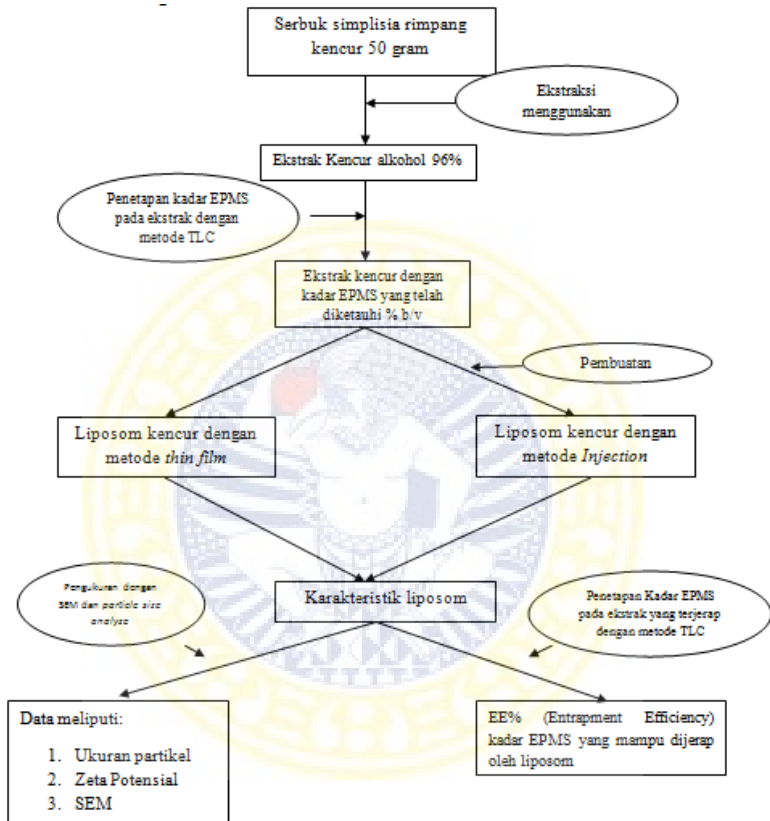 Serbuk simplisia rimpang
kencur 50 gram
Ekstraksi
menggunakan
Ekstrak Kencur alkohol 96%
Penetapan kadar EPMS
pada ekstrak dengan
metode TLC
Ekstrak kencur dengan
kadar EPMS yang telah
diketauhi % b/v
Pembuatan
Liposom kencur dengan
metode thin film
Liposom kencur dengan
metode Injection
Pengukuran dengan
SEM dan particle size
analyse
Karakteristik liposom
Penetapan Kadar EPMS
pada ekstrak yang terjerap
dengan metode TLC
Data meliputi:
1. Ukuran partikel
2. Zeta Potensial
3. SEM
EE% (Entrapment Efficiency)
kadar EPMS yang mampu dijerap
oleh liposom